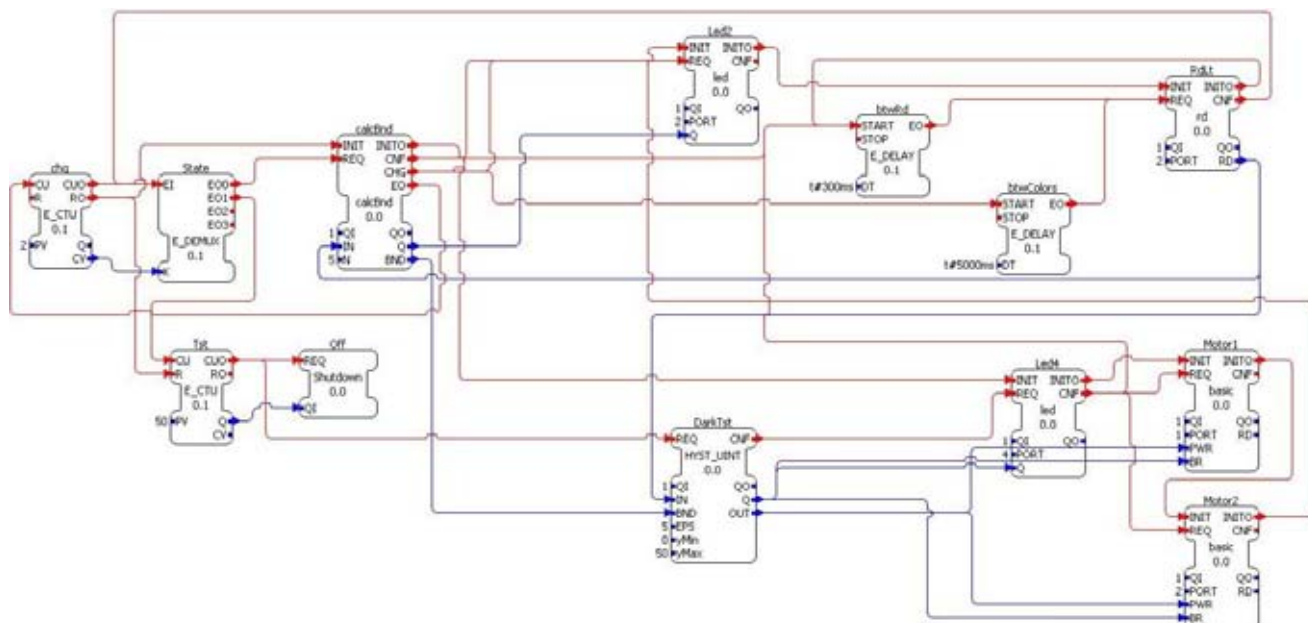 chg
CU CUO
R RO
E_CTU
0.1
2 PV Q
CV
State
EI EO0
EO1
EO2
EO3
E_DEMUX
0.1
K
calcBnd
INIT INITO
REQ CNF
CHG
EO
calcBnd
0.0
1 QI QO
IN Q
5 N BND
Led2
INIT INITO
REQ CNF
led
0.0
1 QI QO
2 PORT
Q
btwRd
START EO
STOP
E_DELAY
0.1
t#300ms DT
btwColors
START EO
STOP
E_DELAY
0.1
t#5000ms DT
RdLt
INIT INITO
REQ CNF
rd
0.0
1 QI QO
2 PORT RD
Tst
CU CUO
R RO
E_CTU
0.1
50 PV Q
CV
Off
REQ
Shutdown
0.0
QI
DarkTst
REQ CNF
HYST_UINT
0.0
1 QI QO
IN Q
BND OUT
5 EPS
0 yMin
50 yMax
Led4
INIT INITO
REQ CNF
led
0.0
1 QI QO
4 PORT
Q
Motor1
INIT INITO
REQ CNF
basic
0.0
1 QI QO
1 PORT RD
PWR
BR
Motor2
INIT INITO
REQ CNF
basic
0.0
1 QI QO
2 PORT RD
PWR
BR